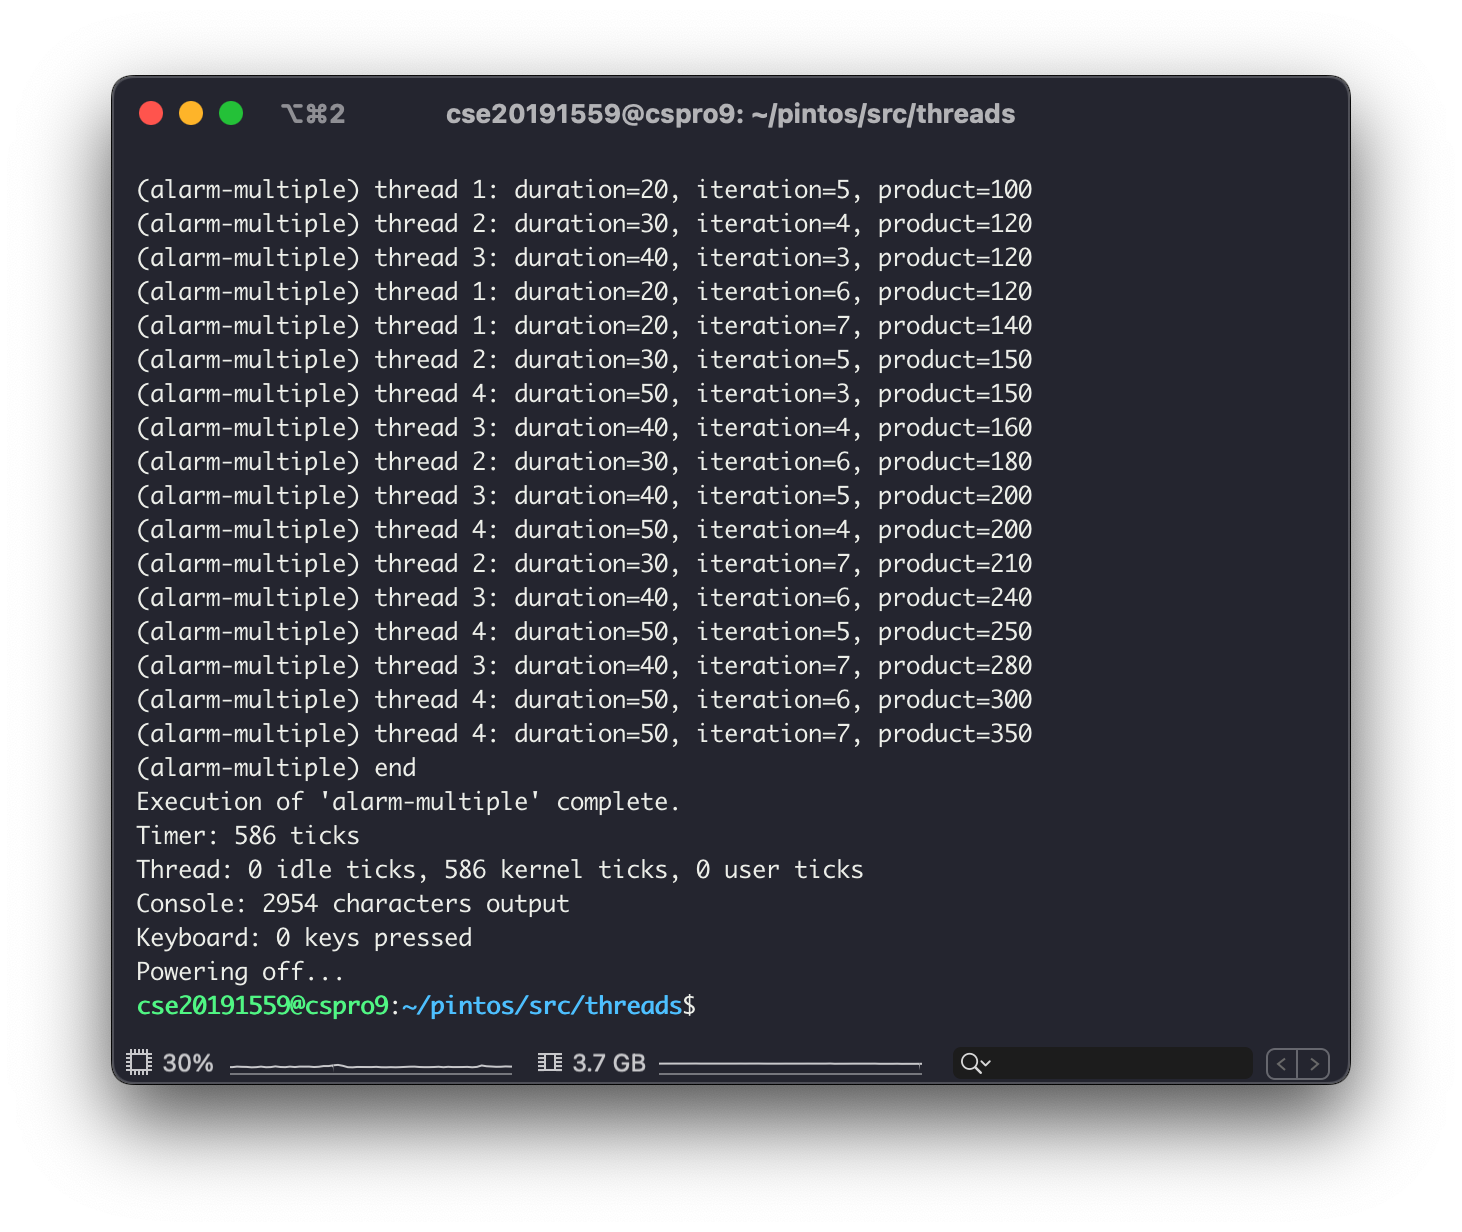 ⌥⌘2 cse20191559@cspro9: ~/pintos/src/threads
(alarm-multiple) thread 1: duration=20, iteration=5, product=100
(alarm-multiple) thread 2: duration=30, iteration=4, product=120
(alarm-multiple) thread 3: duration=40, iteration=3, product=120
(alarm-multiple) thread 1: duration=20, iteration=6, product=120
(alarm-multiple) thread 1: duration=20, iteration=7, product=140
(alarm-multiple) thread 2: duration=30, iteration=5, product=150
(alarm-multiple) thread 4: duration=50, iteration=3, product=150
(alarm-multiple) thread 3: duration=40, iteration=4, product=160
(alarm-multiple) thread 2: duration=30, iteration=6, product=180
(alarm-multiple) thread 3: duration=40, iteration=5, product=200
(alarm-multiple) thread 4: duration=50, iteration=4, product=200
(alarm-multiple) thread 2: duration=30, iteration=7, product=210
(alarm-multiple) thread 3: duration=40, iteration=6, product=240
(alarm-multiple) thread 4: duration=50, iteration=5, product=250
(alarm-multiple) thread 3: duration=40, iteration=7, product=280
(alarm-multiple) thread 4: duration=50, iteration=6, product=300
(alarm-multiple) thread 4: duration=50, iteration=7, product=350
(alarm-multiple) end
Execution of 'alarm-multiple' complete.
Timer: 586 ticks
Thread: 0 idle ticks, 586 kernel ticks, 0 user ticks
Console: 2954 characters output
Keyboard: 0 keys pressed
Powering off...
cse20191559@cspro9:~/pintos/src/threads$
30% 3.7 GB